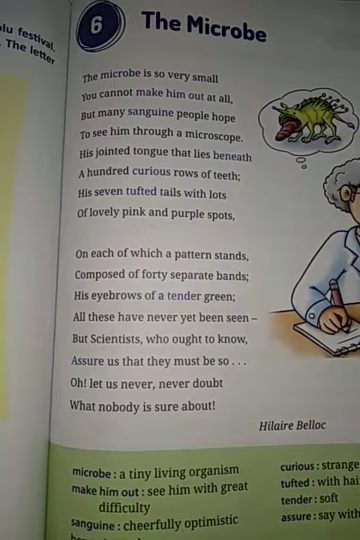 olu festival.
The letter
6
The Microbe
The microbe is so very small
You cannot make him out at all,
But many sanguine people hope
To see him through a microscope.
His jointed tongue that lies beneath
A hundred curious rows of teeth;
His seven tufted tails with lots
Of lovely pink and purple spots,
On each of which a pattern stands,
Composed of forty separate bands;
His eyebrows of a tender green;
All these have never yet been seen –
But Scientists, who ought to know,
Assure us that they must be so . . .
Oh! let us never, never doubt
What nobody is sure about!
Hilaire Belloc
microbe : a tiny living organism
make him out : see him with great
difficulty
sanguine : cheerfully optimistic
curious : strange
tufted : with hai
tender : soft
assure : say with